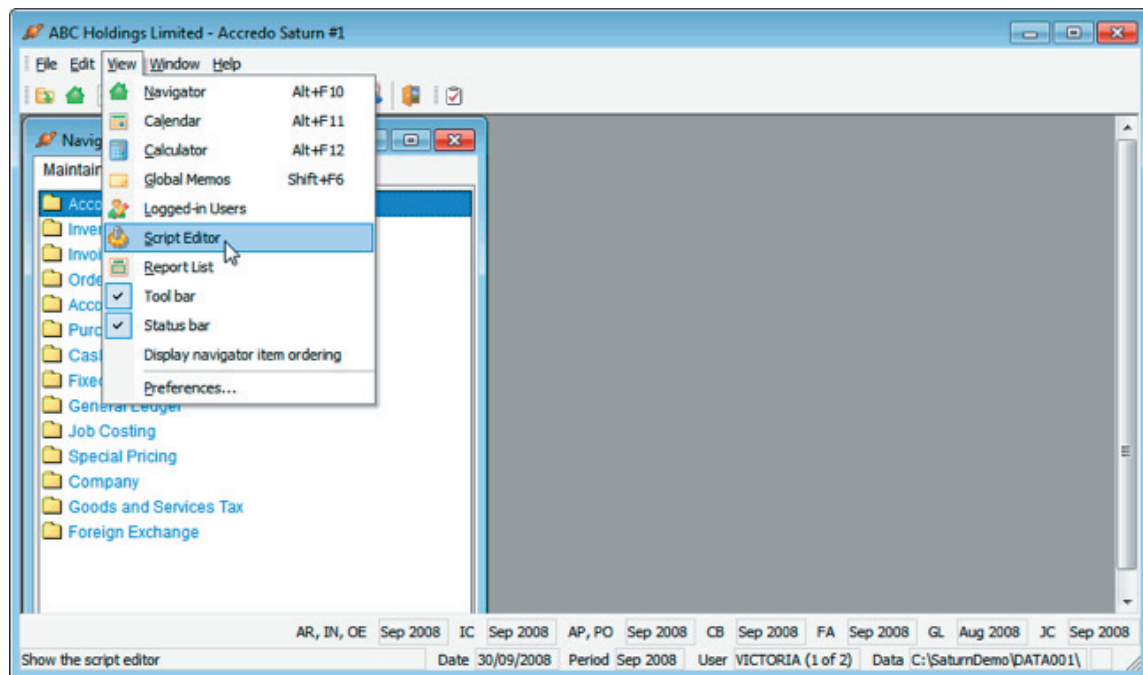 ABC Holdings Limited - Accredo Saturn #1
File Edit View Window Help
Navigator Alt+F10
Calendar Alt+F11
Calculator Alt+F12
Global Memos Shift+F6
Logged-in Users
Script Editor
Report List
Tool bar
Status bar
Display navigator item ordering
Preferences...
General Ledger
Job Costing
Special Pricing
Company
Goods and Services Tax
Foreign Exchange
AR, IN, OE Sep 2008 IC Sep 2008 AP, PO Sep 2008 CB Sep 2008 FA Sep 2008 GL Aug 2008 JC Sep 2008
Show the script editor Date 30/09/2008 Period Sep 2008 User VICTORIA (1 of 2) Data C:\SaturnDemo\DATA001\